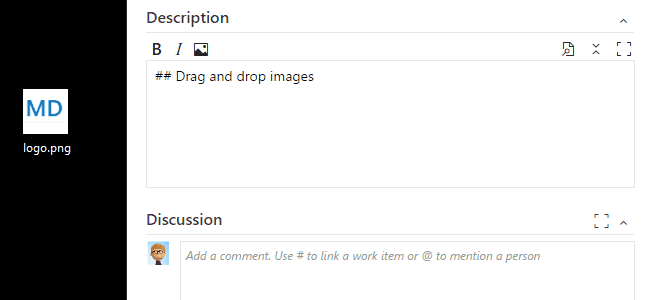 MD
logo.png
Description
B I
## Drag and drop images
Discussion
Add a comment. Use # to link a work item or @ to mention a person